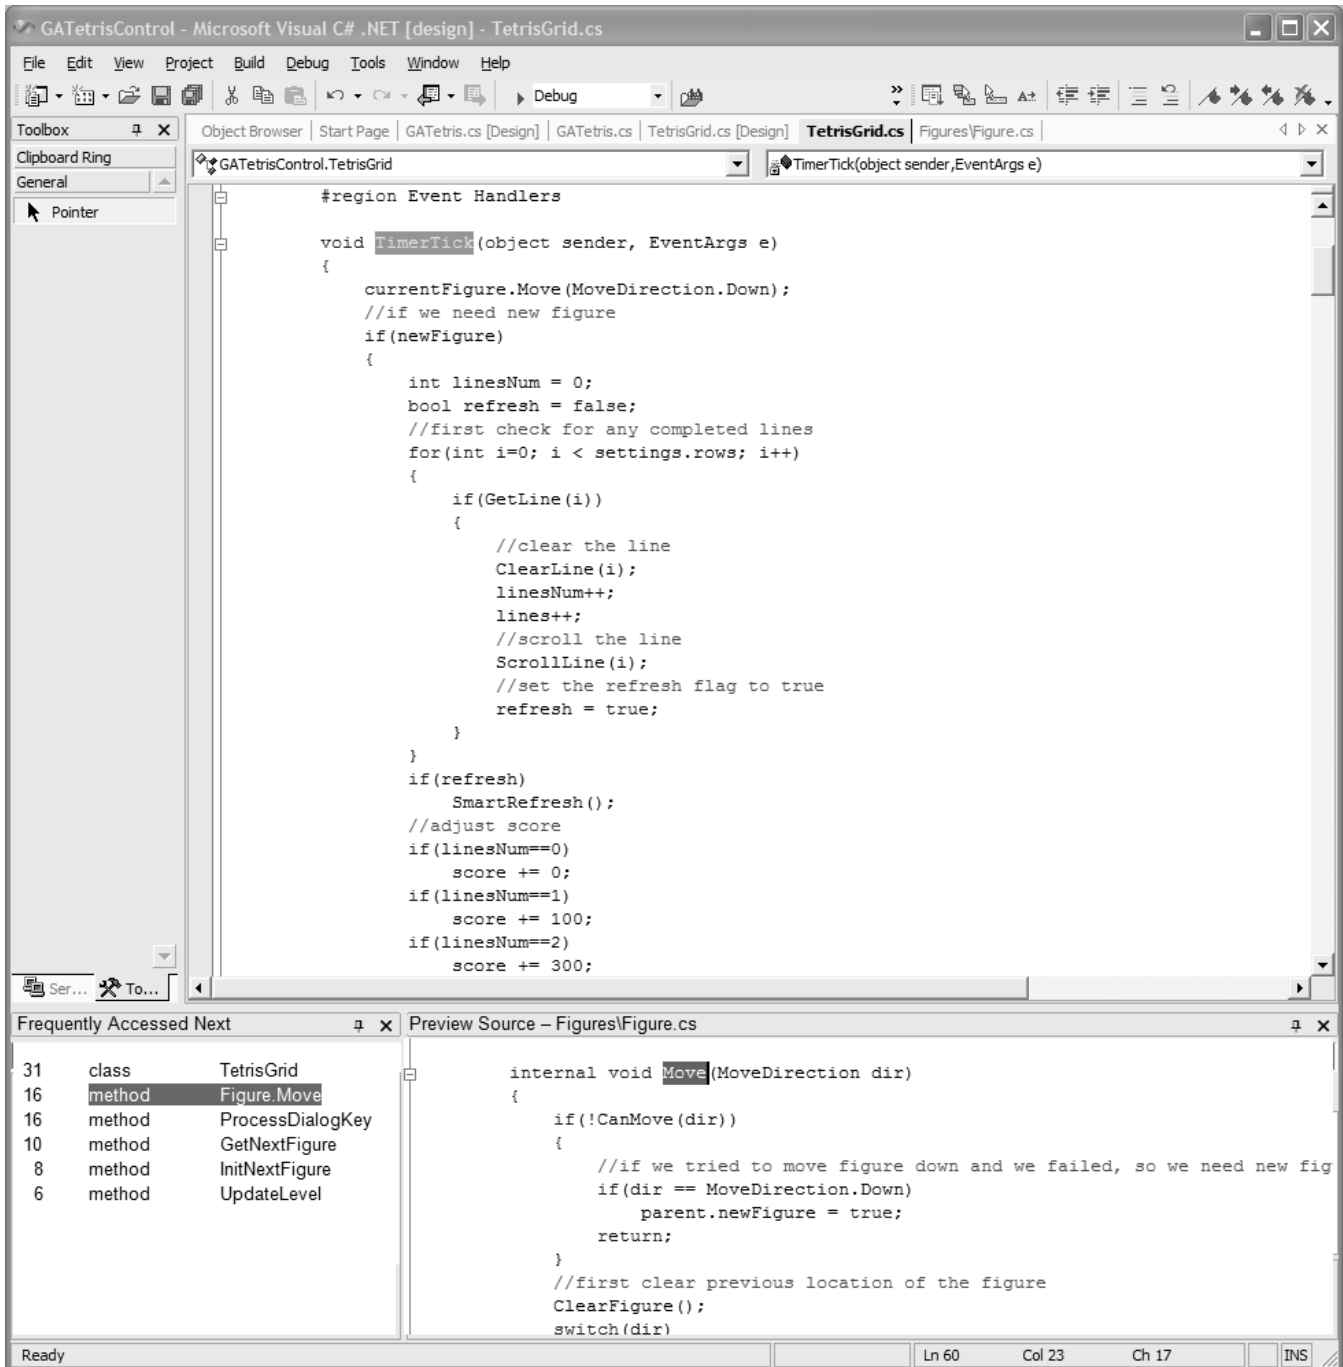 GATetrisControl - Microsoft Visual C# .NET [design] - TetrisGrid.cs
File Edit View Project Build Debug Tools Window Help
Debug
Toolbox
Object Browser Start Page GATetris.cs [Design] GATetris.cs TetrisGrid.cs [Design] TetrisGrid.cs Figures\Figure.cs
Clipboard Ring
General
Pointer
GATetrisControl.TetrisGrid TimerTick(object sender,EventArgs e)
#region Event Handlers
void TimerTick(object sender, EventArgs e)
{
currentFigure.Move(MoveDirection.Down);
//if we need new figure
if(newFigure)
{
int linesNum = 0;
bool refresh = false;
//first check for any completed lines
for(int i=0; i < settings.rows; i++)
{
if(GetLine(i))
{
//clear the line
ClearLine(i);
linesNum++;
lines++;
//scroll the line
ScrollLine(i);
//set the refresh flag to true
refresh = true;
}
}
if(refresh)
SmartRefresh();
//adjust score
if(linesNum==0)
score += 0;
if(linesNum==1)
score += 100;
if(linesNum==2)
score += 300;
Ser... To...
Frequently Accessed Next
31 class TetrisGrid
16 method Figure.Move
16 method ProcessDialogKey
10 method GetNextFigure
8 method InitNextFigure
6 method UpdateLevel
Preview Source – Figures\Figure.cs
internal void Move(MoveDirection dir)
{
if(!CanMove(dir))
{
//if we tried to move figure down and we failed, so we need new fig
if(dir == MoveDirection.Down)
parent.newFigure = true;
return;
}
//first clear previous location of the figure
ClearFigure();
switch(dir)
Ready Ln 60 Col 23 Ch 17 INS